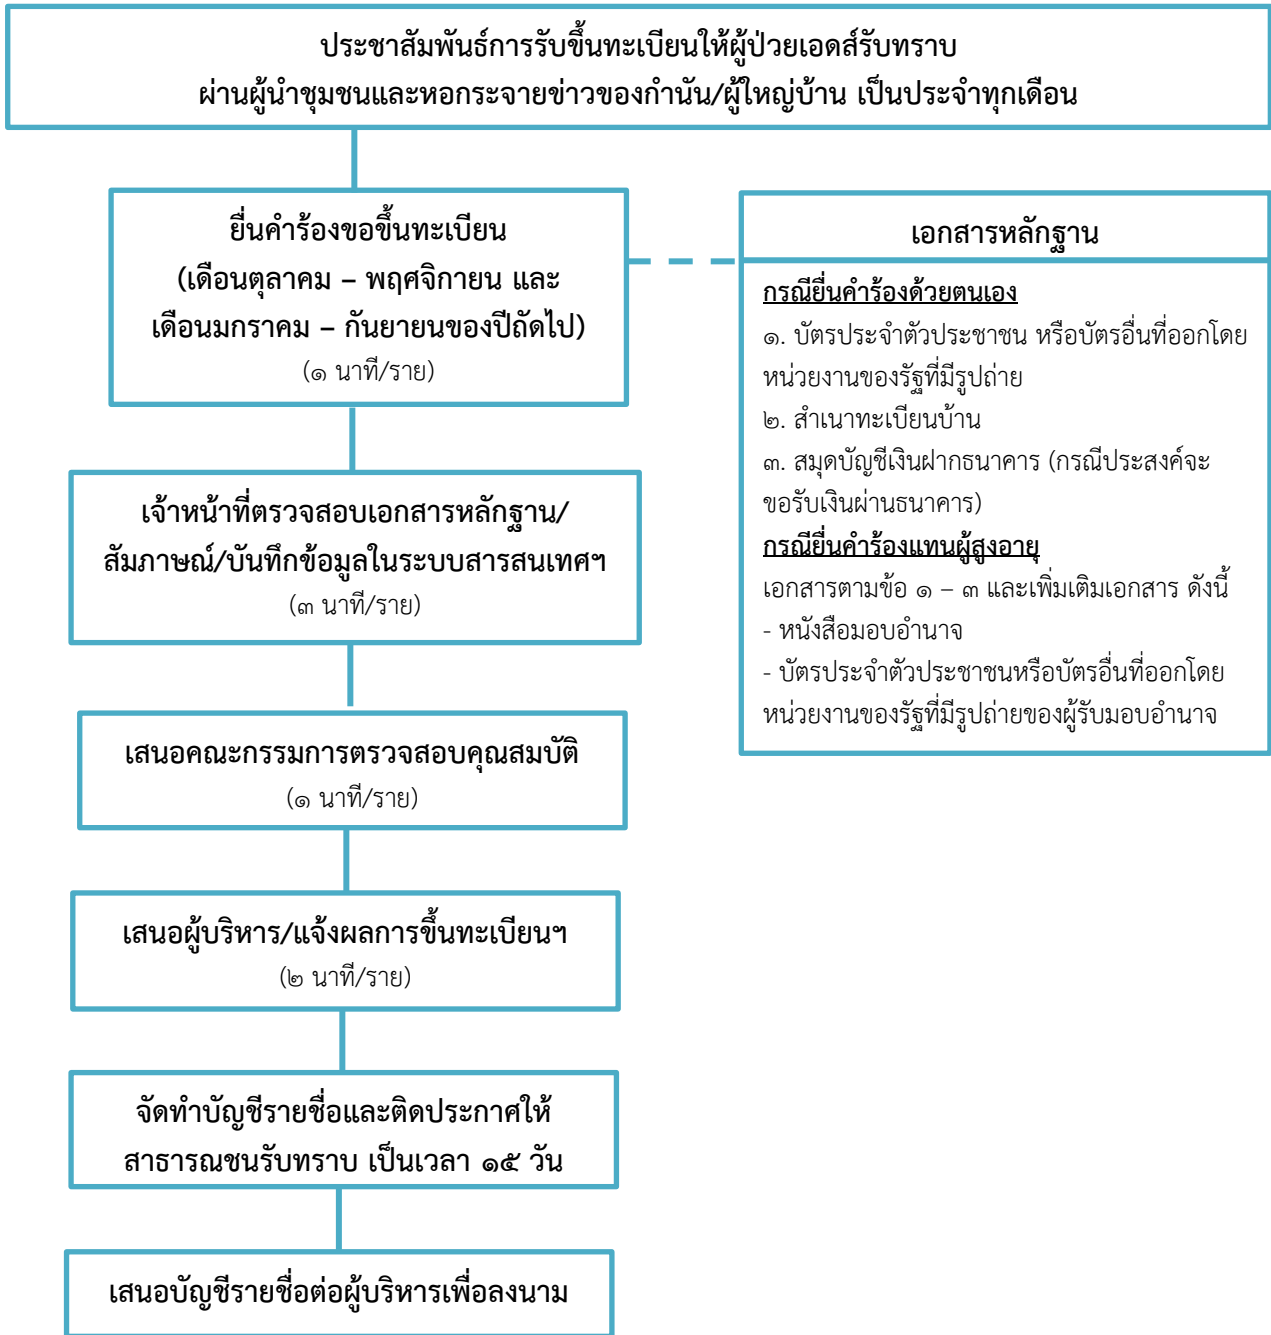 ประชาสัมพันธ์การรับขึ้นทะเบียนให้ผู้ป่วยเอดส์รับทราบ
ผ่านผู้นำชุมชนและหอกระจายข่าวของกำนัน/ผู้ใหญ่บ้าน เป็นประจำทุกเดือน
ยื่นคำร้องขอขึ้นทะเบียน
(เดือนตุลาคม – พฤศจิกายน และ
เดือนมกราคม – กันยายนของปีถัดไป)
(๑ นาที/ราย)
เอกสารหลักฐาน
กรณียื่นคำร้องด้วยตนเอง
๑. บัตรประจำตัวประชาชน หรือบัตรอื่นที่ออกโดย
หน่วยงานของรัฐที่มีรูปถ่าย
๒. สำเนาทะเบียนบ้าน
๓. สมุดบัญชีเงินฝากธนาคาร (กรณีประสงค์จะ
ขอรับเงินผ่านธนาคาร)
กรณียื่นคำร้องแทนผู้สูงอายุ
เอกสารตามข้อ ๑ – ๓ และเพิ่มเติมเอกสาร ดังนี้
- หนังสือมอบอำนาจ
- บัตรประจำตัวประชาชนหรือบัตรอื่นที่ออกโดย
หน่วยงานของรัฐที่มีรูปถ่ายของผู้รับมอบอำนาจ
เจ้าหน้าที่ตรวจสอบเอกสารหลักฐาน/
สัมภาษณ์/บันทึกข้อมูลในระบบสารสนเทศฯ
(๓ นาที/ราย)
เสนอคณะกรรมการตรวจสอบคุณสมบัติ
(๑ นาที/ราย)
เสนอผู้บริหาร/แจ้งผลการขึ้นทะเบียนฯ
(๒ นาที/ราย)
จัดทำบัญชีรายชื่อและติดประกาศให้
สาธารณชนรับทราบ เป็นเวลา ๑๕ วัน
เสนอบัญชีรายชื่อต่อผู้บริหารเพื่อลงนาม